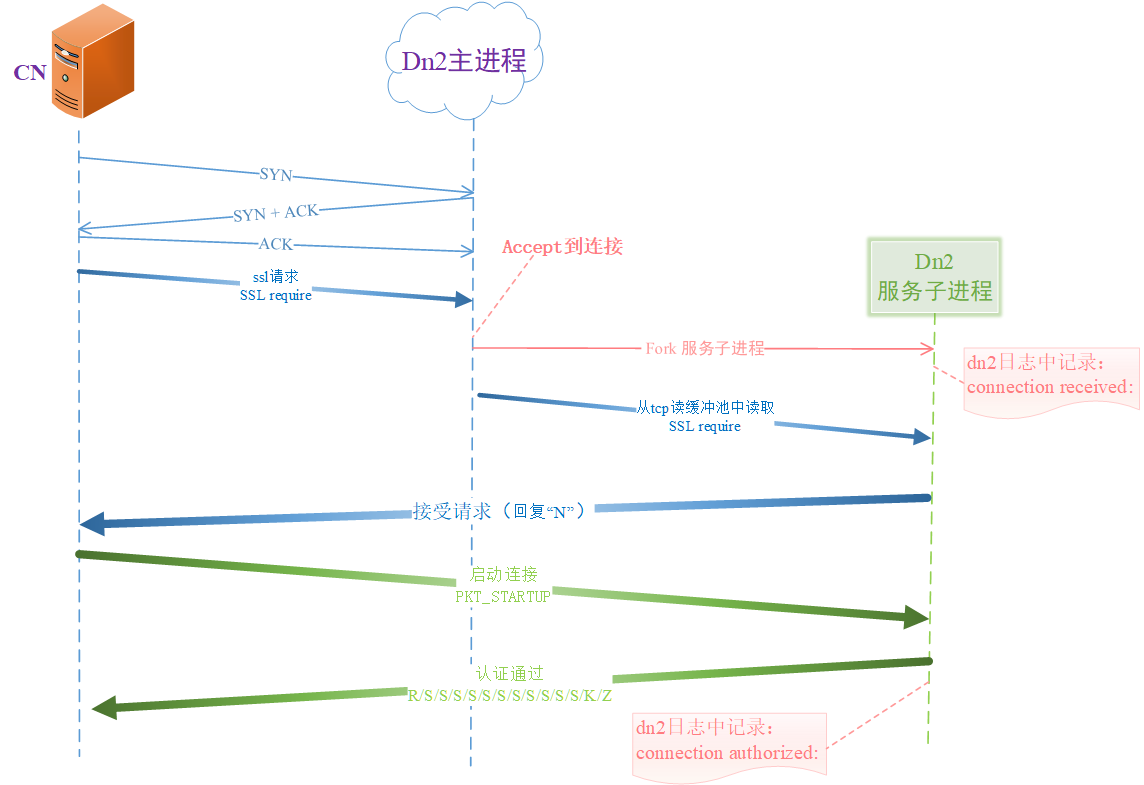 CN
Dn2主进程
SYN
SYN + ACK
ACK
Accept到连接
ssl请求
SSL require
Dn2
服务子进程
Fork 服务子进程
dn2日志中记录：
connection received:
从tcp读缓冲池中读取
SSL require
接受请求（回复“N”）
启动连接
PKT_STARTUP
认证通过
R/S/S/S/S/S/S/S/S/S/S/S/K/Z
dn2日志中记录：
connection authorized: